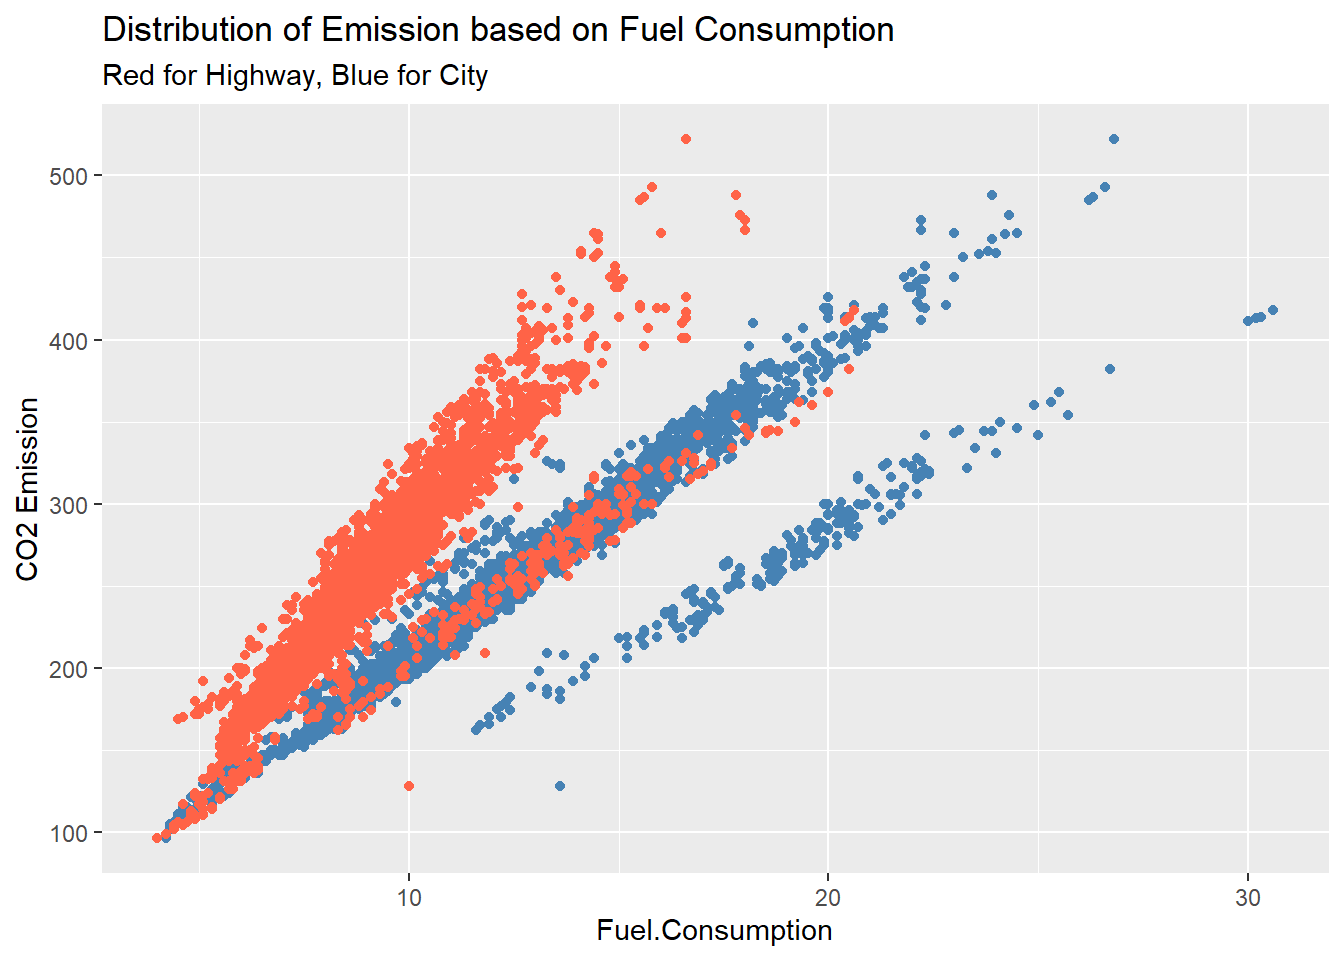 Distribution of Emission based on Fuel Consumption
Red for Highway, Blue for City
500
400
300
200
100
CO2 Emission
10
20
30
Fuel.Consumption